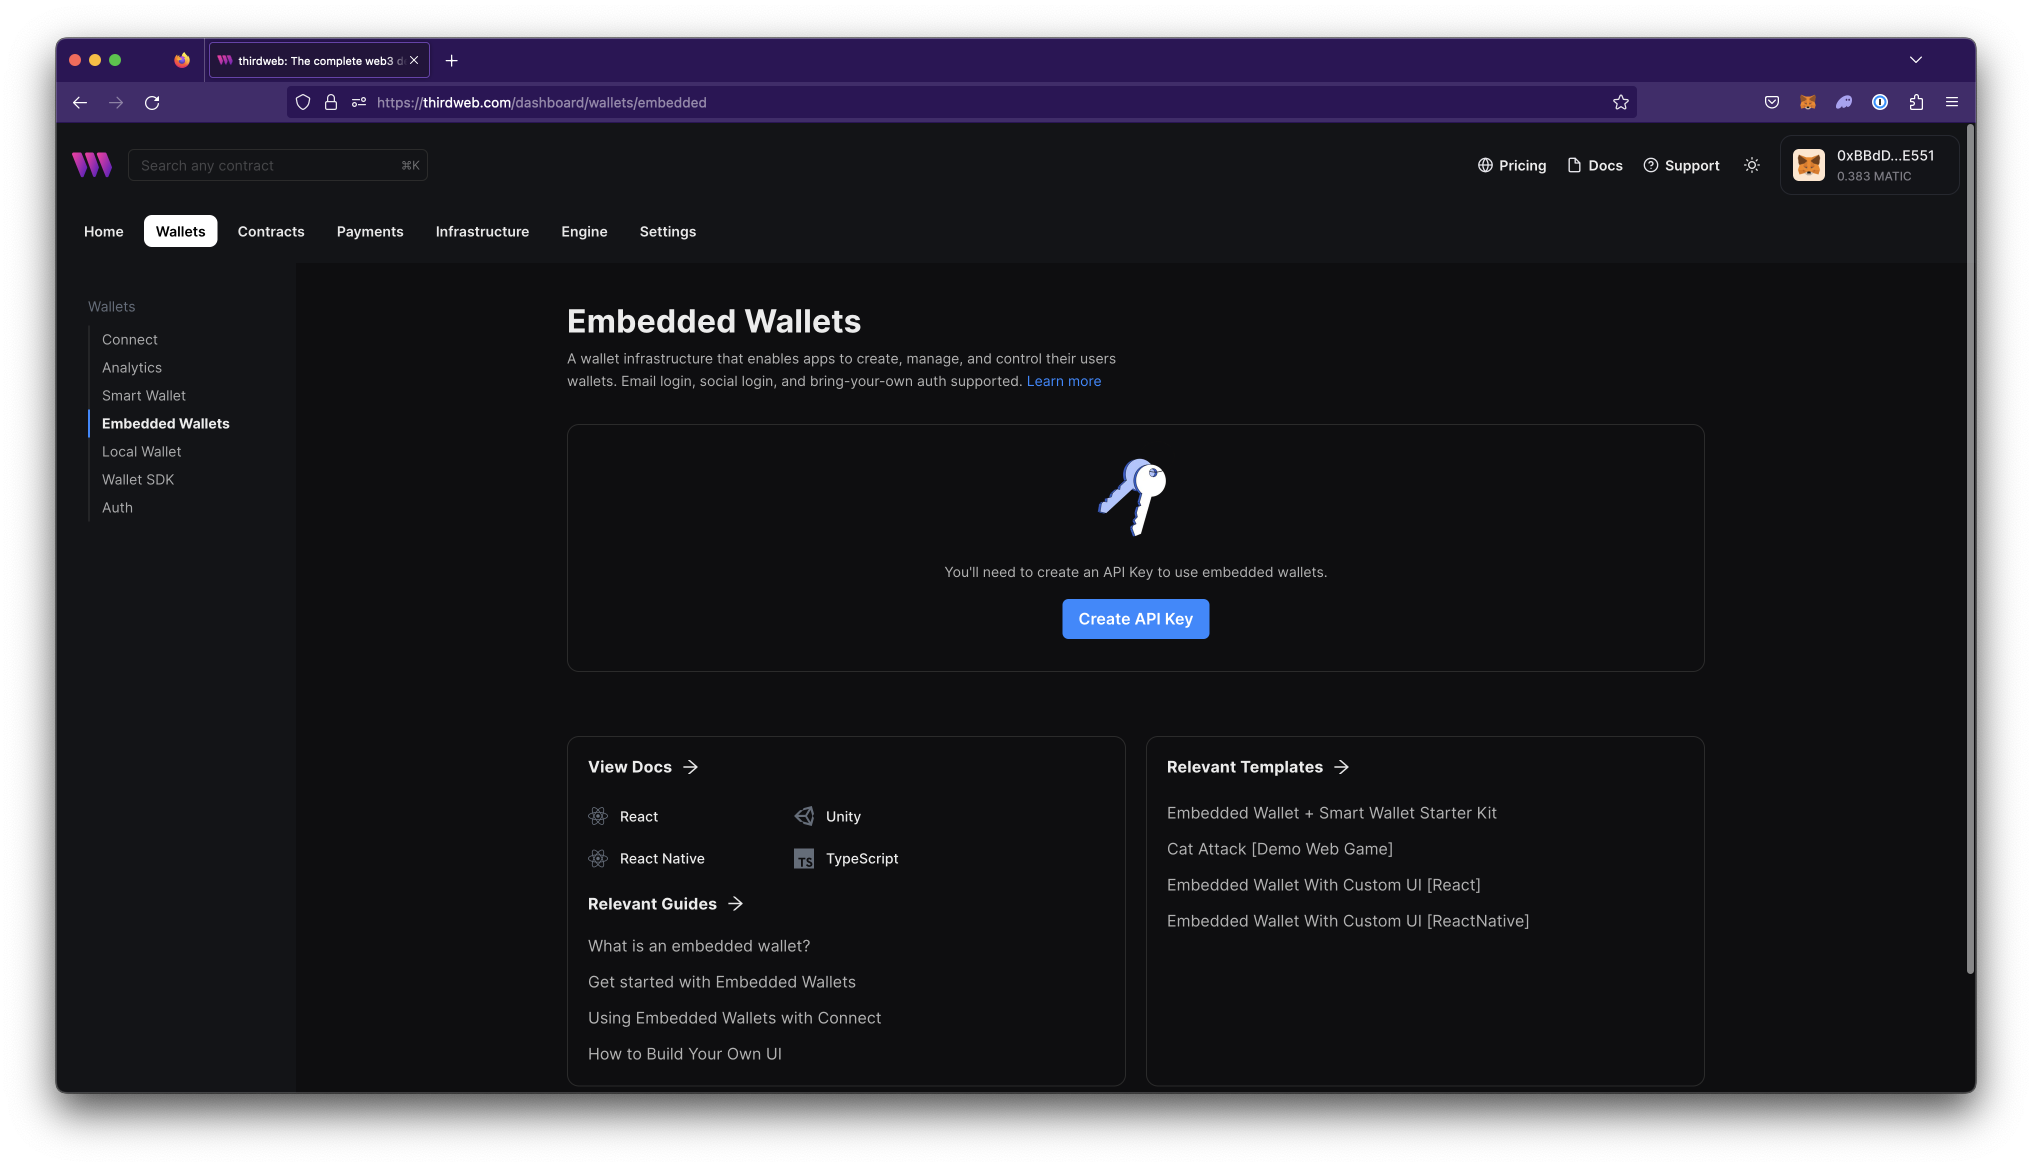 thirdweb: The complete web3 d
https://thirdweb.com/dashboard/wallets/embedded
Search any contract ⌘K
Pricing
Docs
Support
0xBBdD...E551
0.383 MATIC
Home
Wallets
Contracts
Payments
Infrastructure
Engine
Settings
Wallets
Connect
Analytics
Smart Wallet
Embedded Wallets
Local Wallet
Wallet SDK
Auth
Embedded Wallets
A wallet infrastructure that enables apps to create, manage, and control their users
wallets. Email login, social login, and bring-your-own auth supported. Learn more
You'll need to create an API Key to use embedded wallets.
Create API Key
View Docs
React
Unity
React Native
TS
TypeScript
Relevant Guides
What is an embedded wallet?
Get started with Embedded Wallets
Using Embedded Wallets with Connect
How to Build Your Own UI
Relevant Templates
Embedded Wallet + Smart Wallet Starter Kit
Cat Attack [Demo Web Game]
Embedded Wallet With Custom UI [React]
Embedded Wallet With Custom UI [ReactNative]